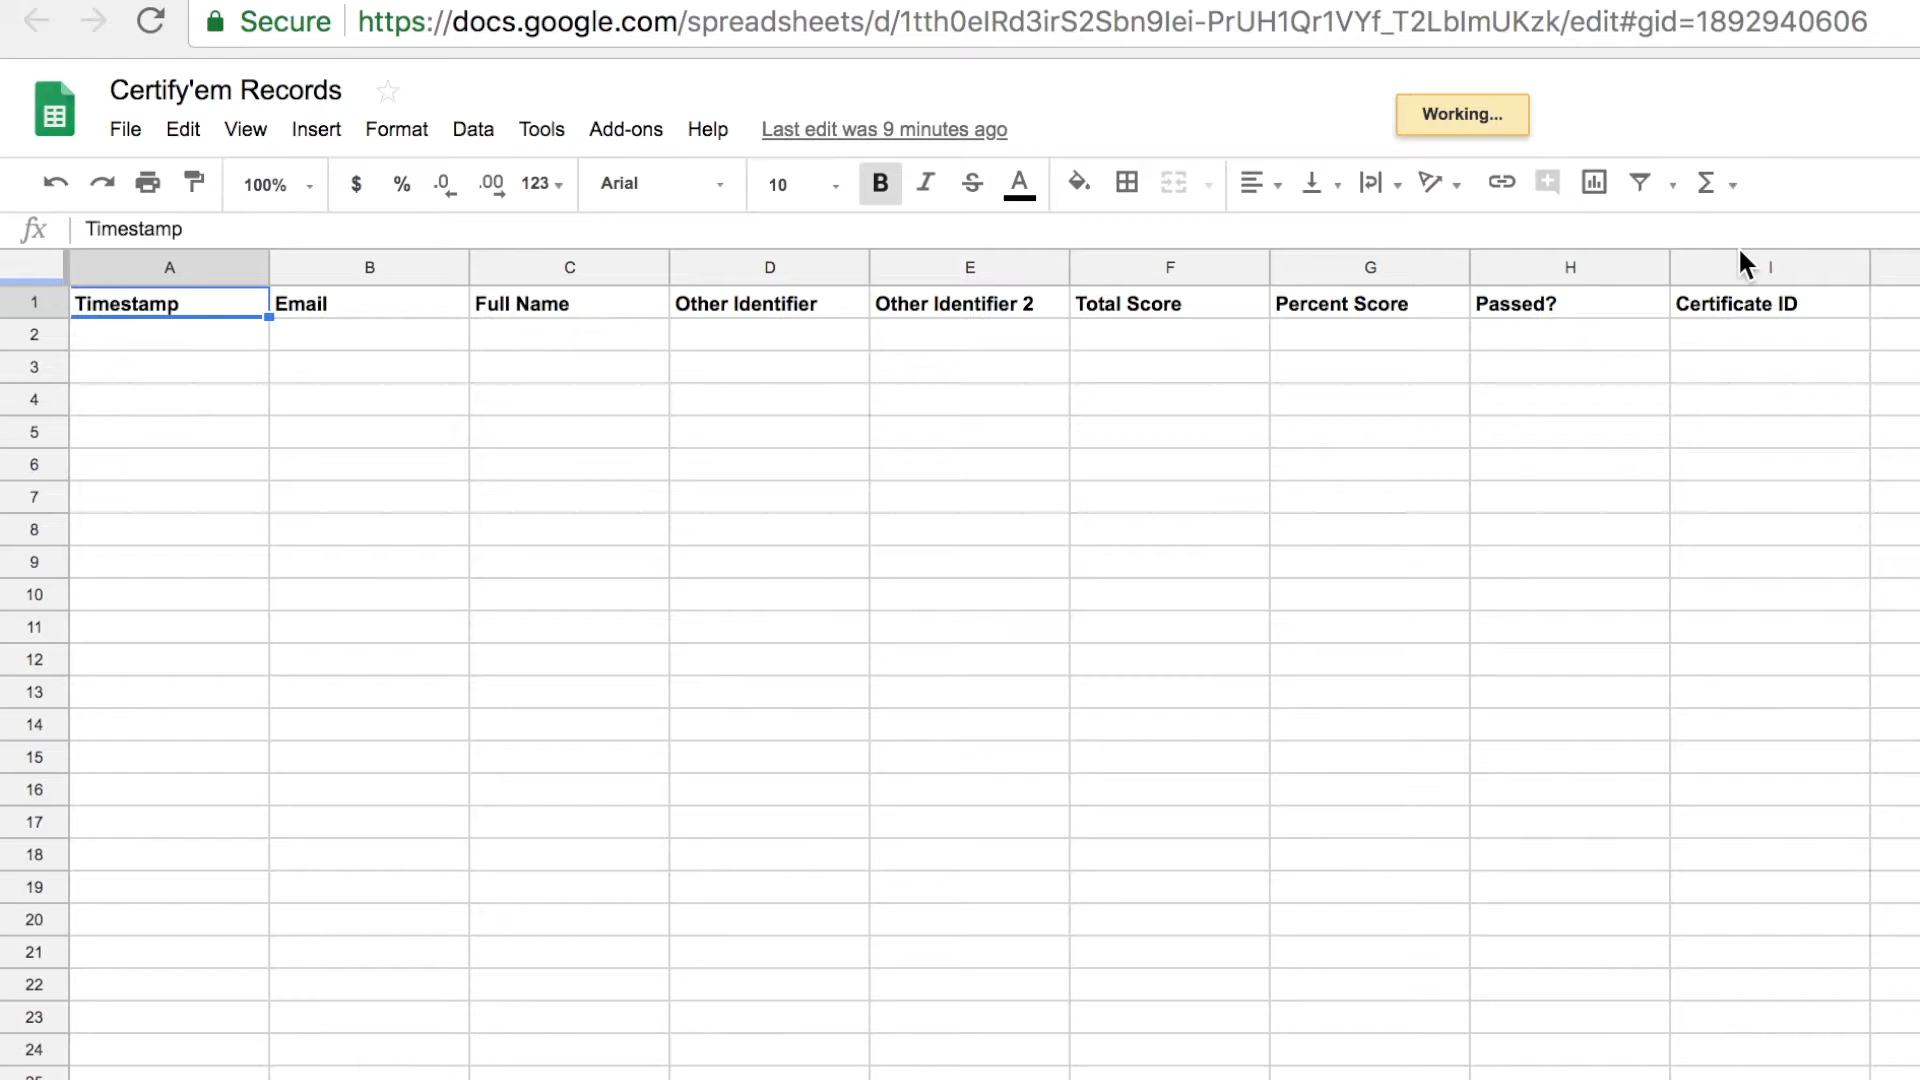 Secure https://docs.google.com/spreadsheets/d/1tth0eIRd3irS2Sbn9Iei-PrUH1Qr1VYf_T2LbImUKzk/edit#gid=1892940606
Certify'em Records
Working...
File Edit View Insert Format Data Tools Add-ons Help Last edit was 9 minutes ago
100% $ % .0 .00 123 Arial 10 B I S A Σ
fx Timestamp
A B C D E F G H I
1 Timestamp Email Full Name Other Identifier Other Identifier 2 Total Score Percent Score Passed? Certificate ID
2
3
4
5
6
7
8
9
10
11
12
13
14
15
16
17
18
19
20
21
22
23
24